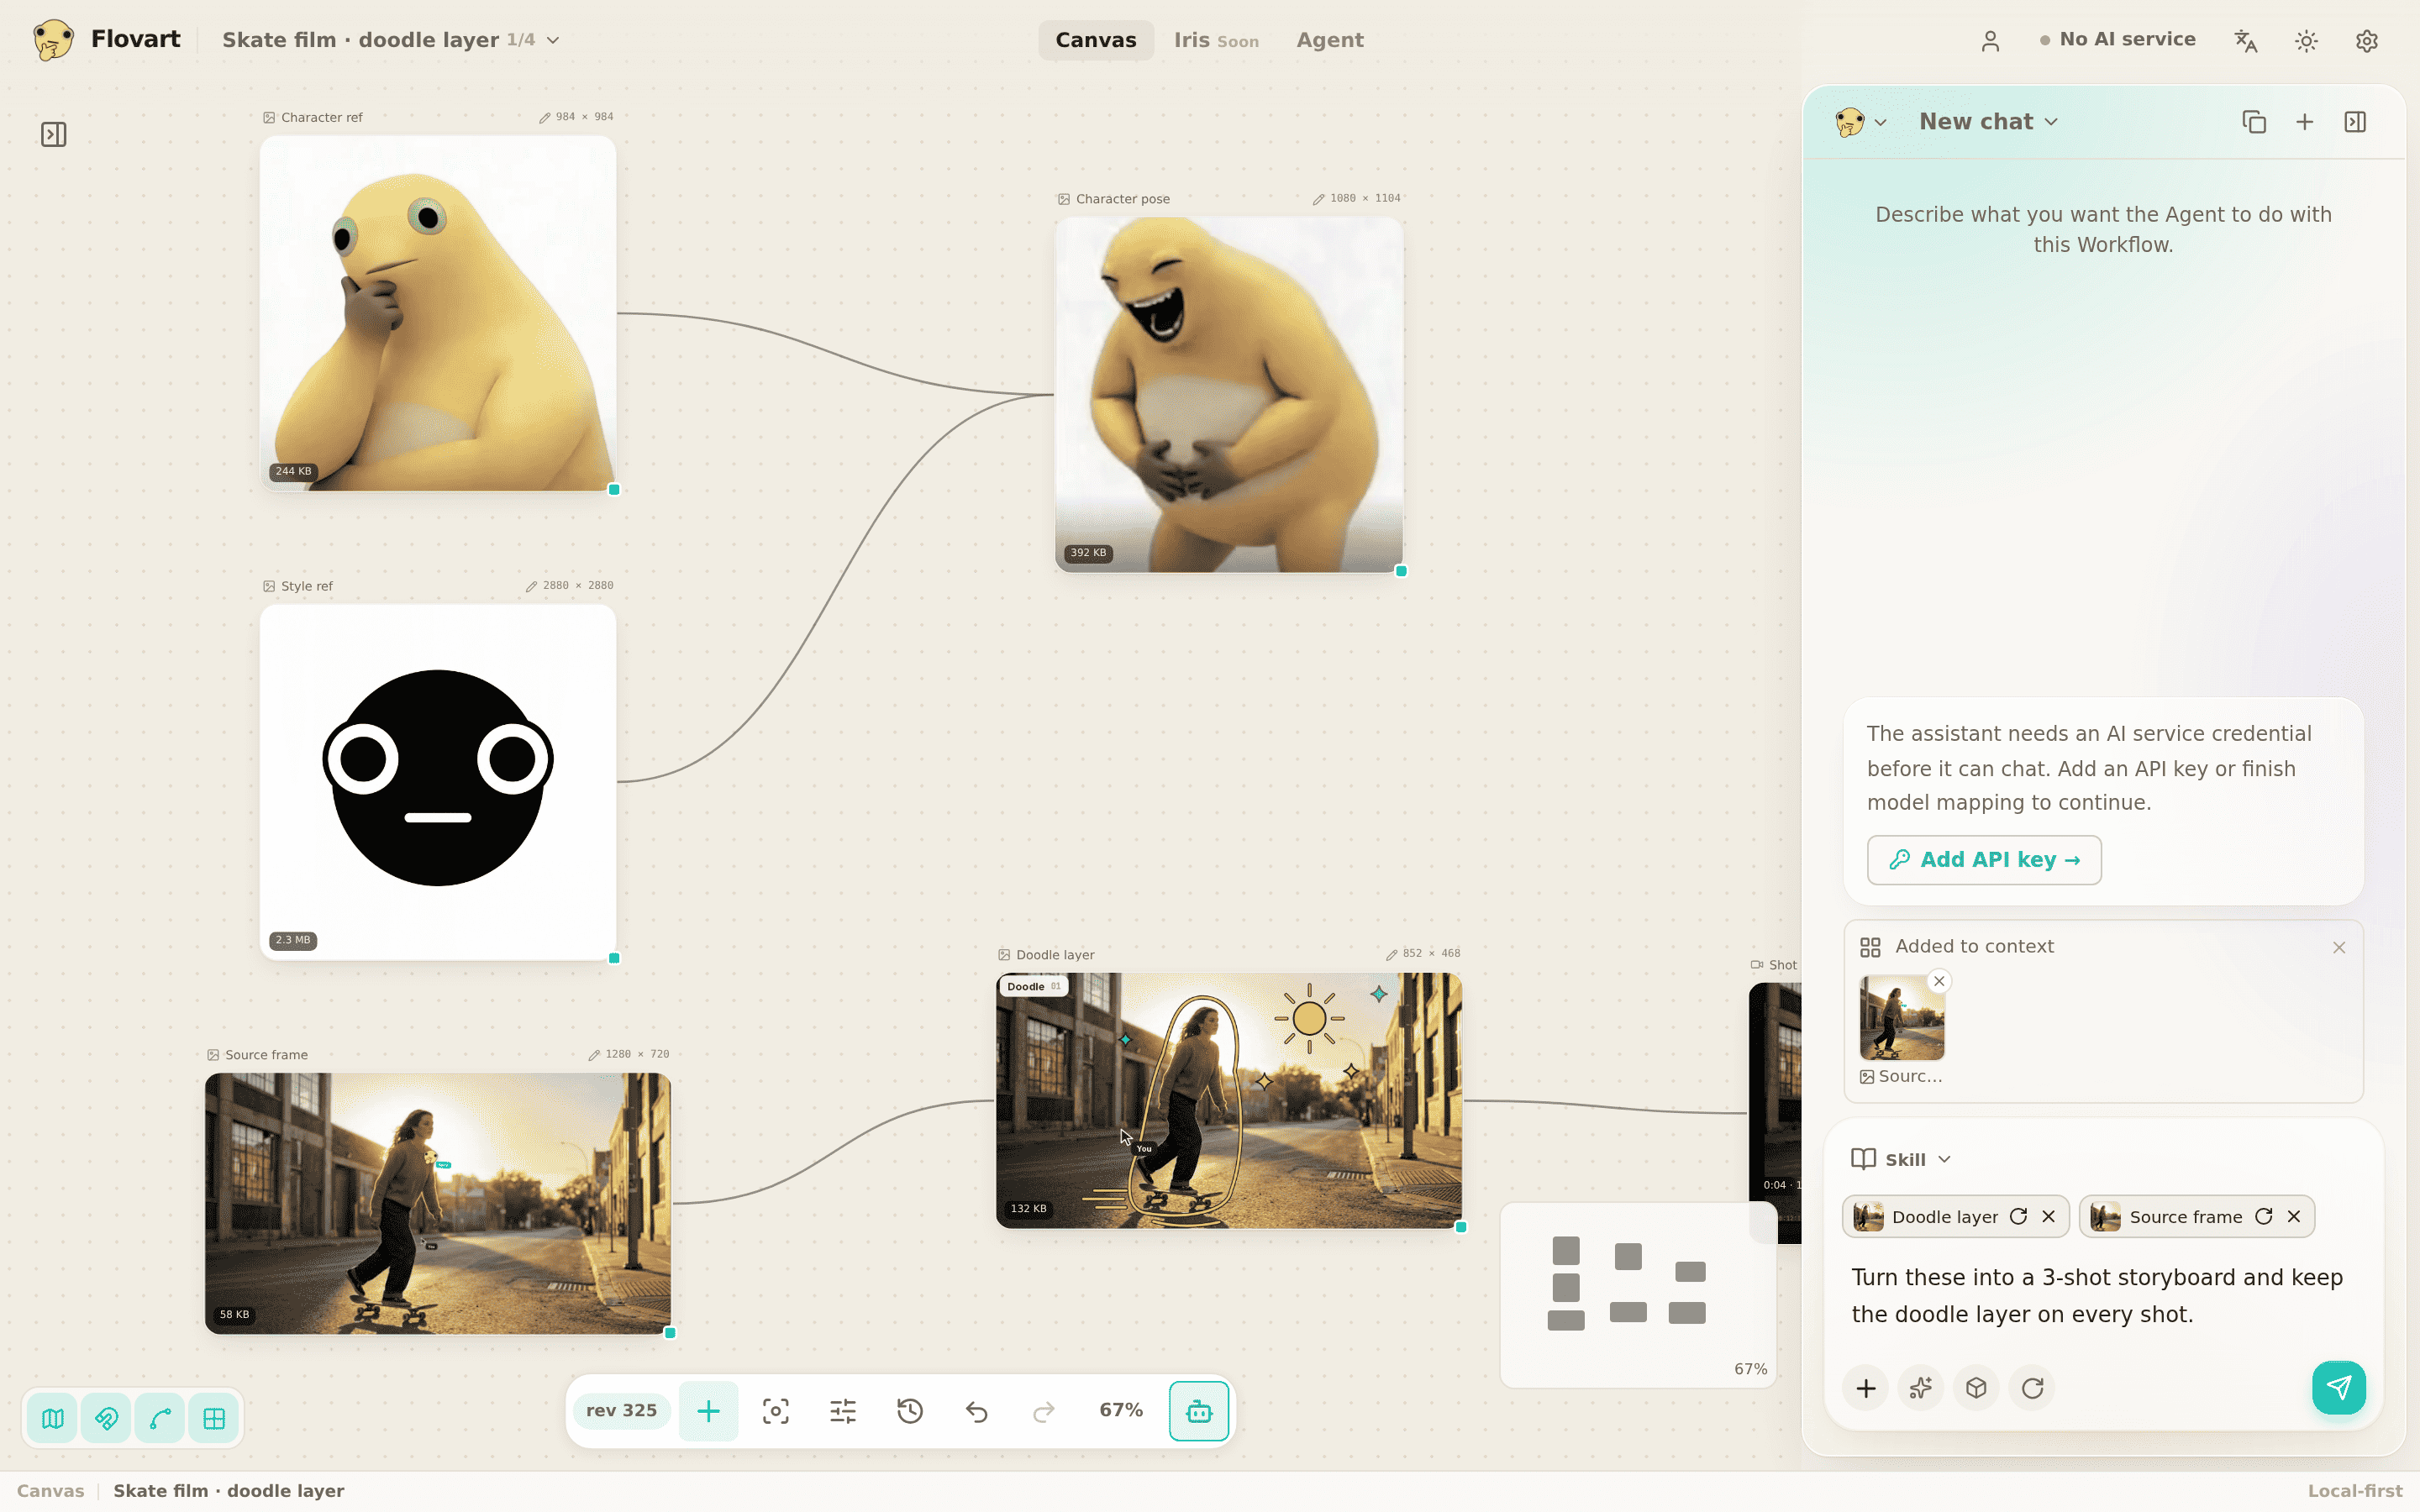 Flovart
Skate film · doodle layer 1/4
Canvas
Iris Soon
Agent
No AI service
Character ref
984 × 984
244 KB
Character pose
1080 × 1104
392 KB
Style ref
2880 × 2880
2.3 MB
Source frame
1280 × 720
58 KB
Doodle layer
852 × 468
Doodle 01
You
132 KB
Shot
0:04 · 1
67%
New chat
Describe what you want the Agent to do with
this Workflow.
The assistant needs an AI service credential
before it can chat. Add an API key or finish
model mapping to continue.
Add API key →
Added to context
Sourc...
Skill
Doodle layer
Source frame
Turn these into a 3-shot storyboard and keep
the doodle layer on every shot.
rev 325
67%
Canvas
Skate film · doodle layer
Local-first